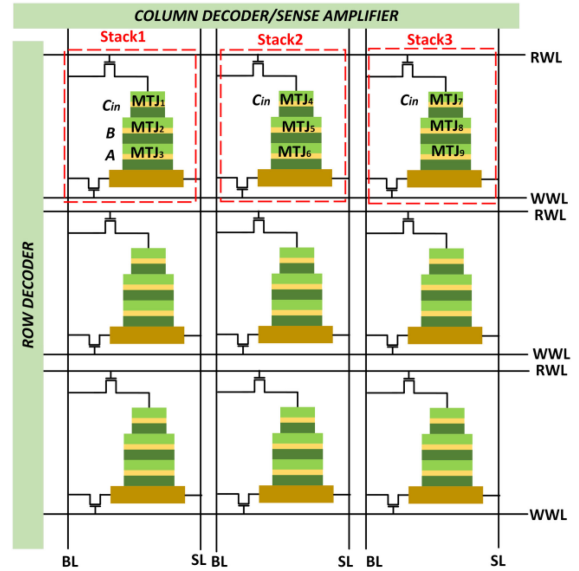 COLUMN DECODER/SENSE AMPLIFIER
Stack1 Stack2 Stack3
RWL
Cin MTJ1 Cin MTJ4 Cin MTJ7
B MTJ2 MTJ5 MTJ8
A MTJ3 MTJ6 MTJ9
WWL
RWL
ROW DECODER
WWL
RWL
WWL
BL SL BL SL BL SL